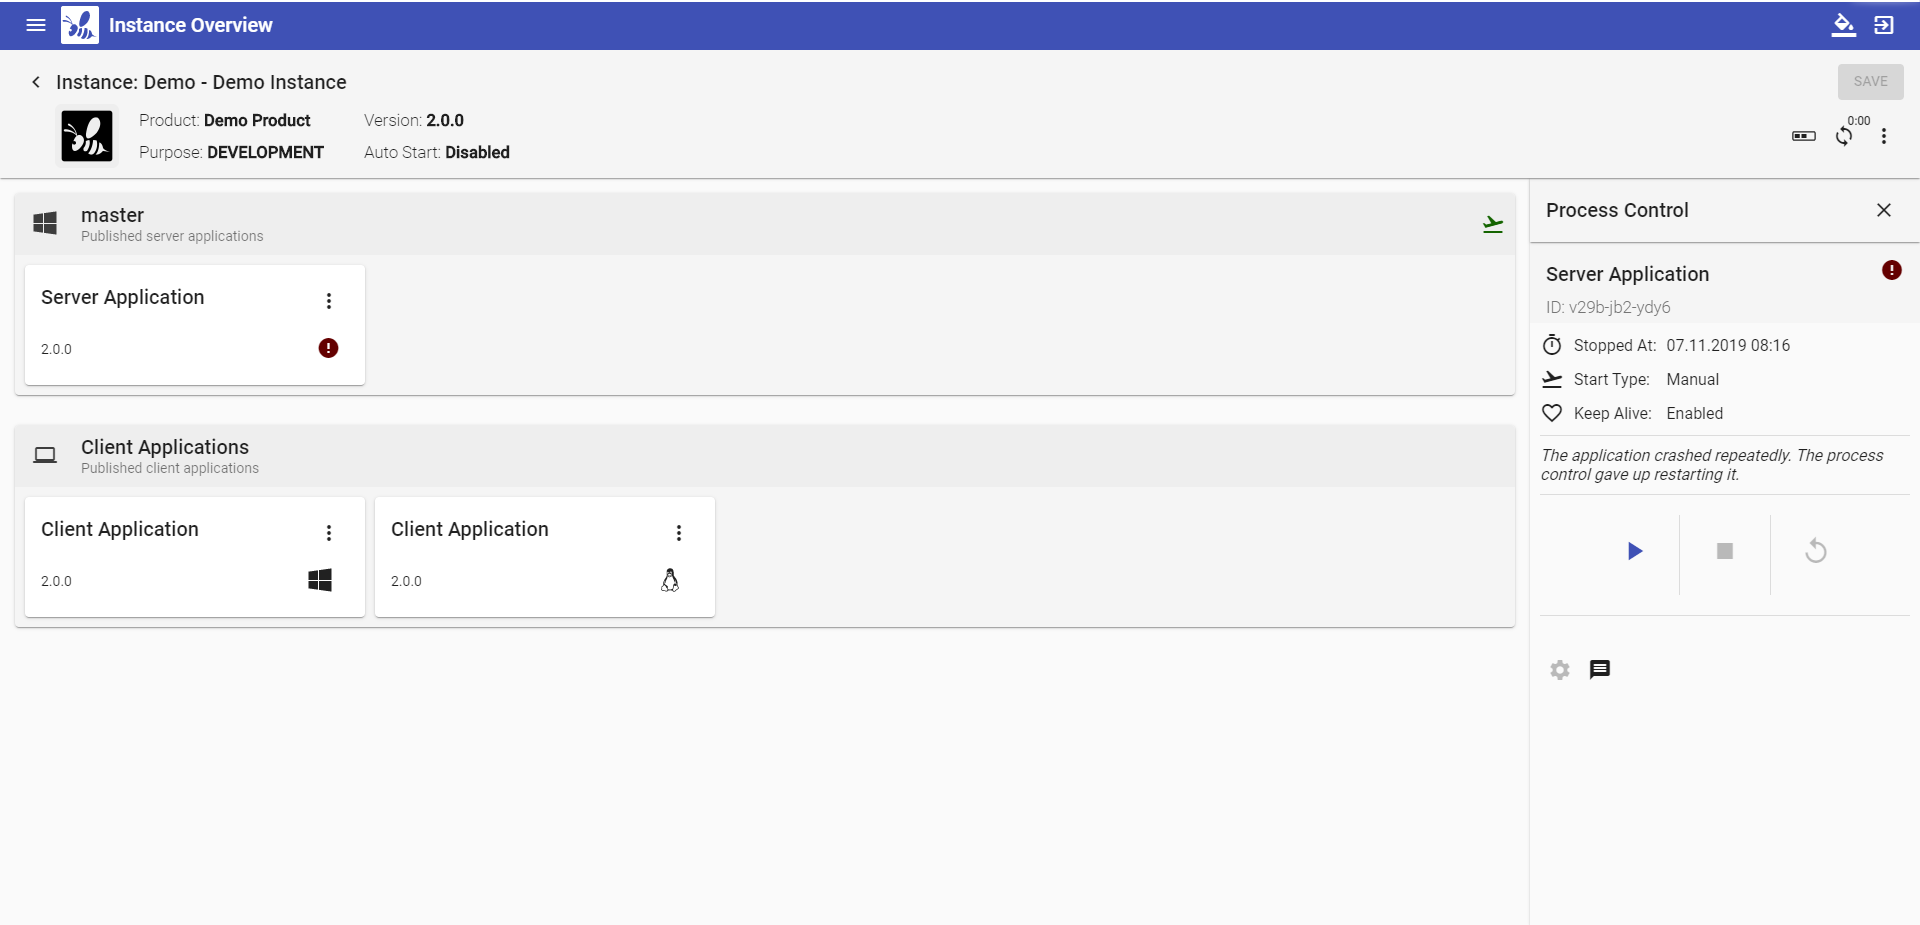 Instance Overview
Instance: Demo - Demo Instance
SAVE
Product: Demo Product
Version: 2.0.0
Purpose: DEVELOPMENT
Auto Start: Disabled
0:00
master
Published server applications
Server Application
2.0.0
Client Applications
Published client applications
Client Application
2.0.0
Client Application
2.0.0
Process Control
Server Application
ID: v29b-jb2-ydy6
Stopped At: 07.11.2019 08:16
Start Type: Manual
Keep Alive: Enabled
The application crashed repeatedly. The process
control gave up restarting it.